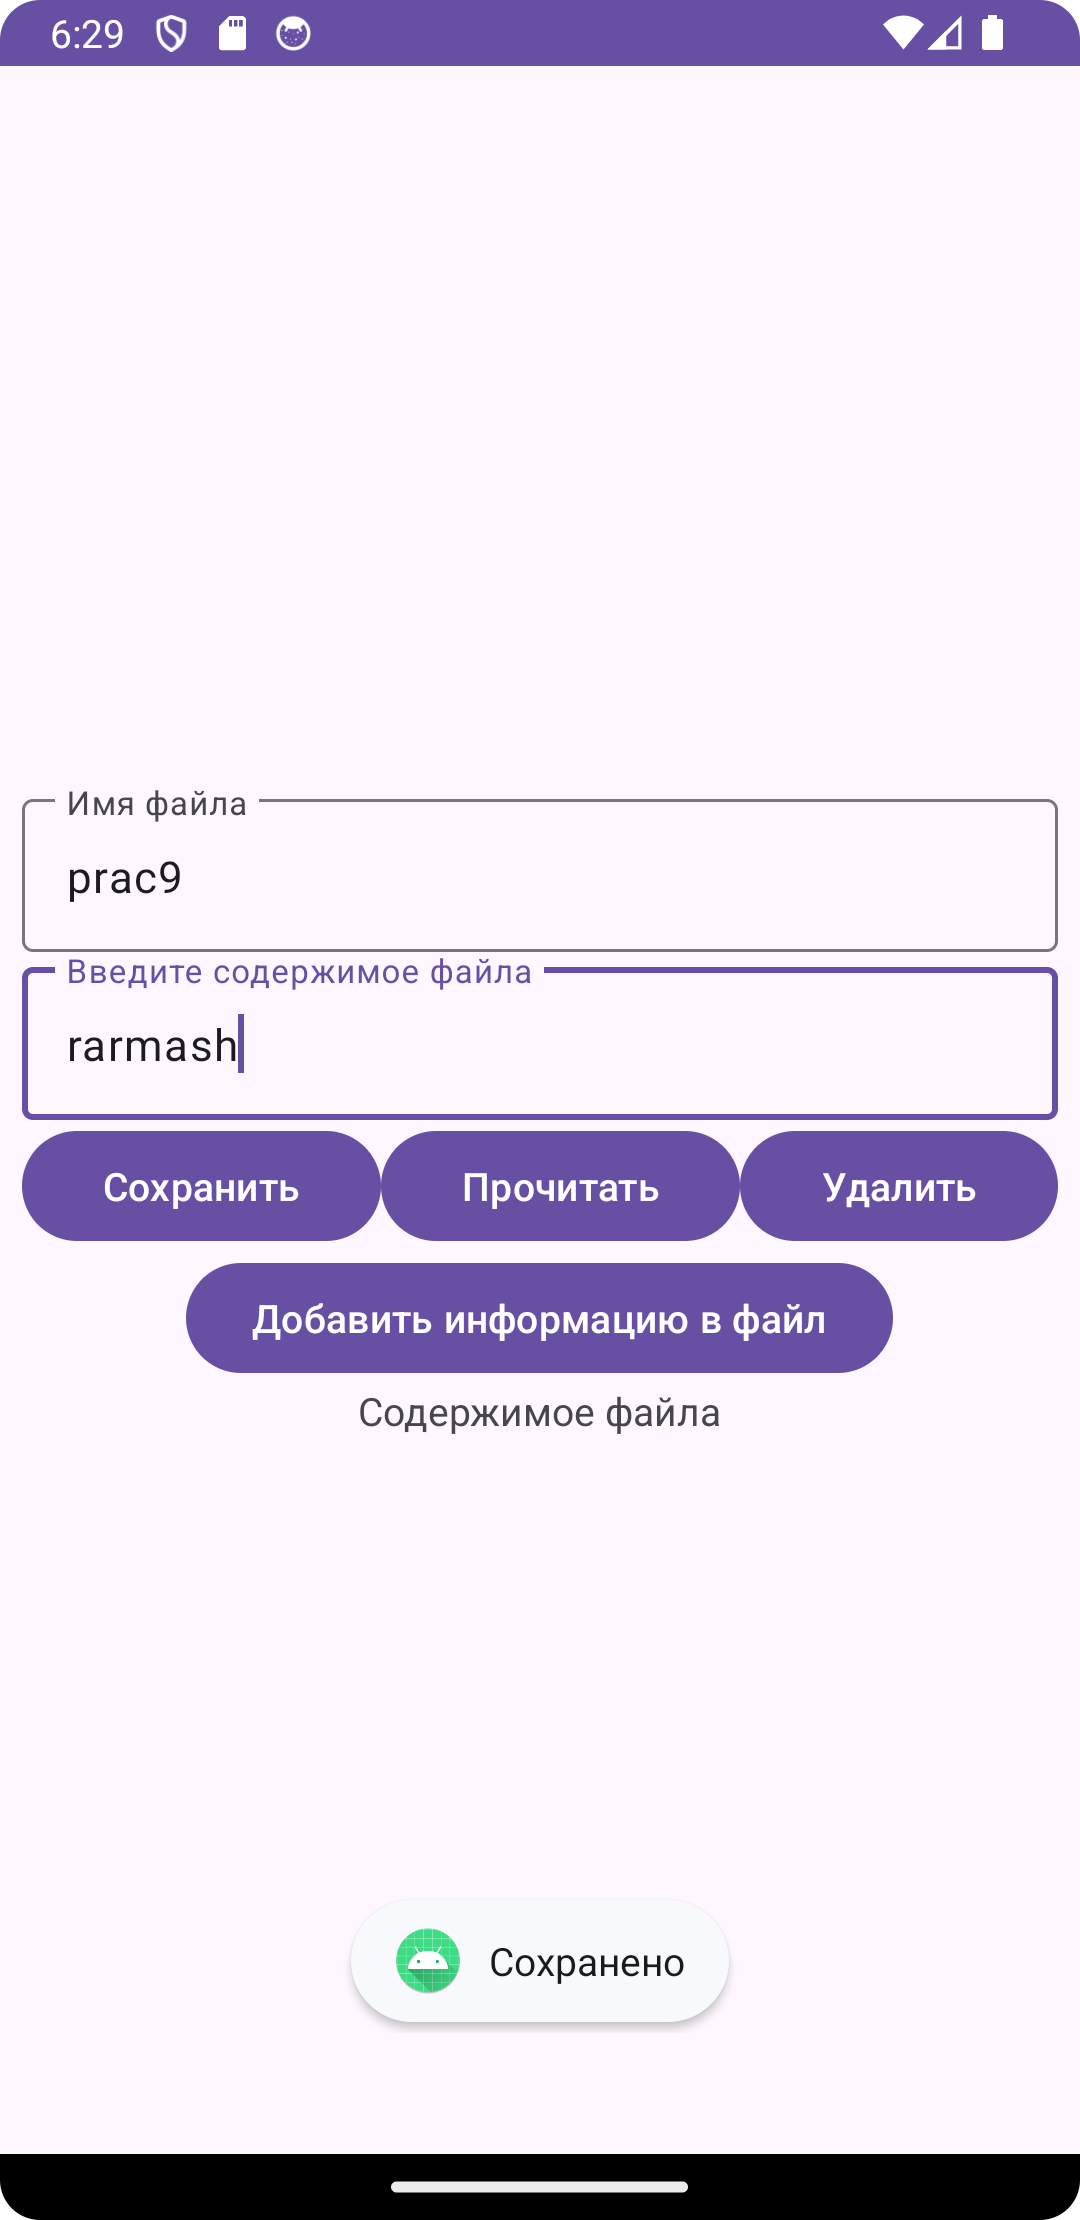 6:29
Имя файла
prac9
Введите содержимое файла
rarmash
Сохранить Прочитать Удалить
Добавить информацию в файл
Содержимое файла
Сохранено